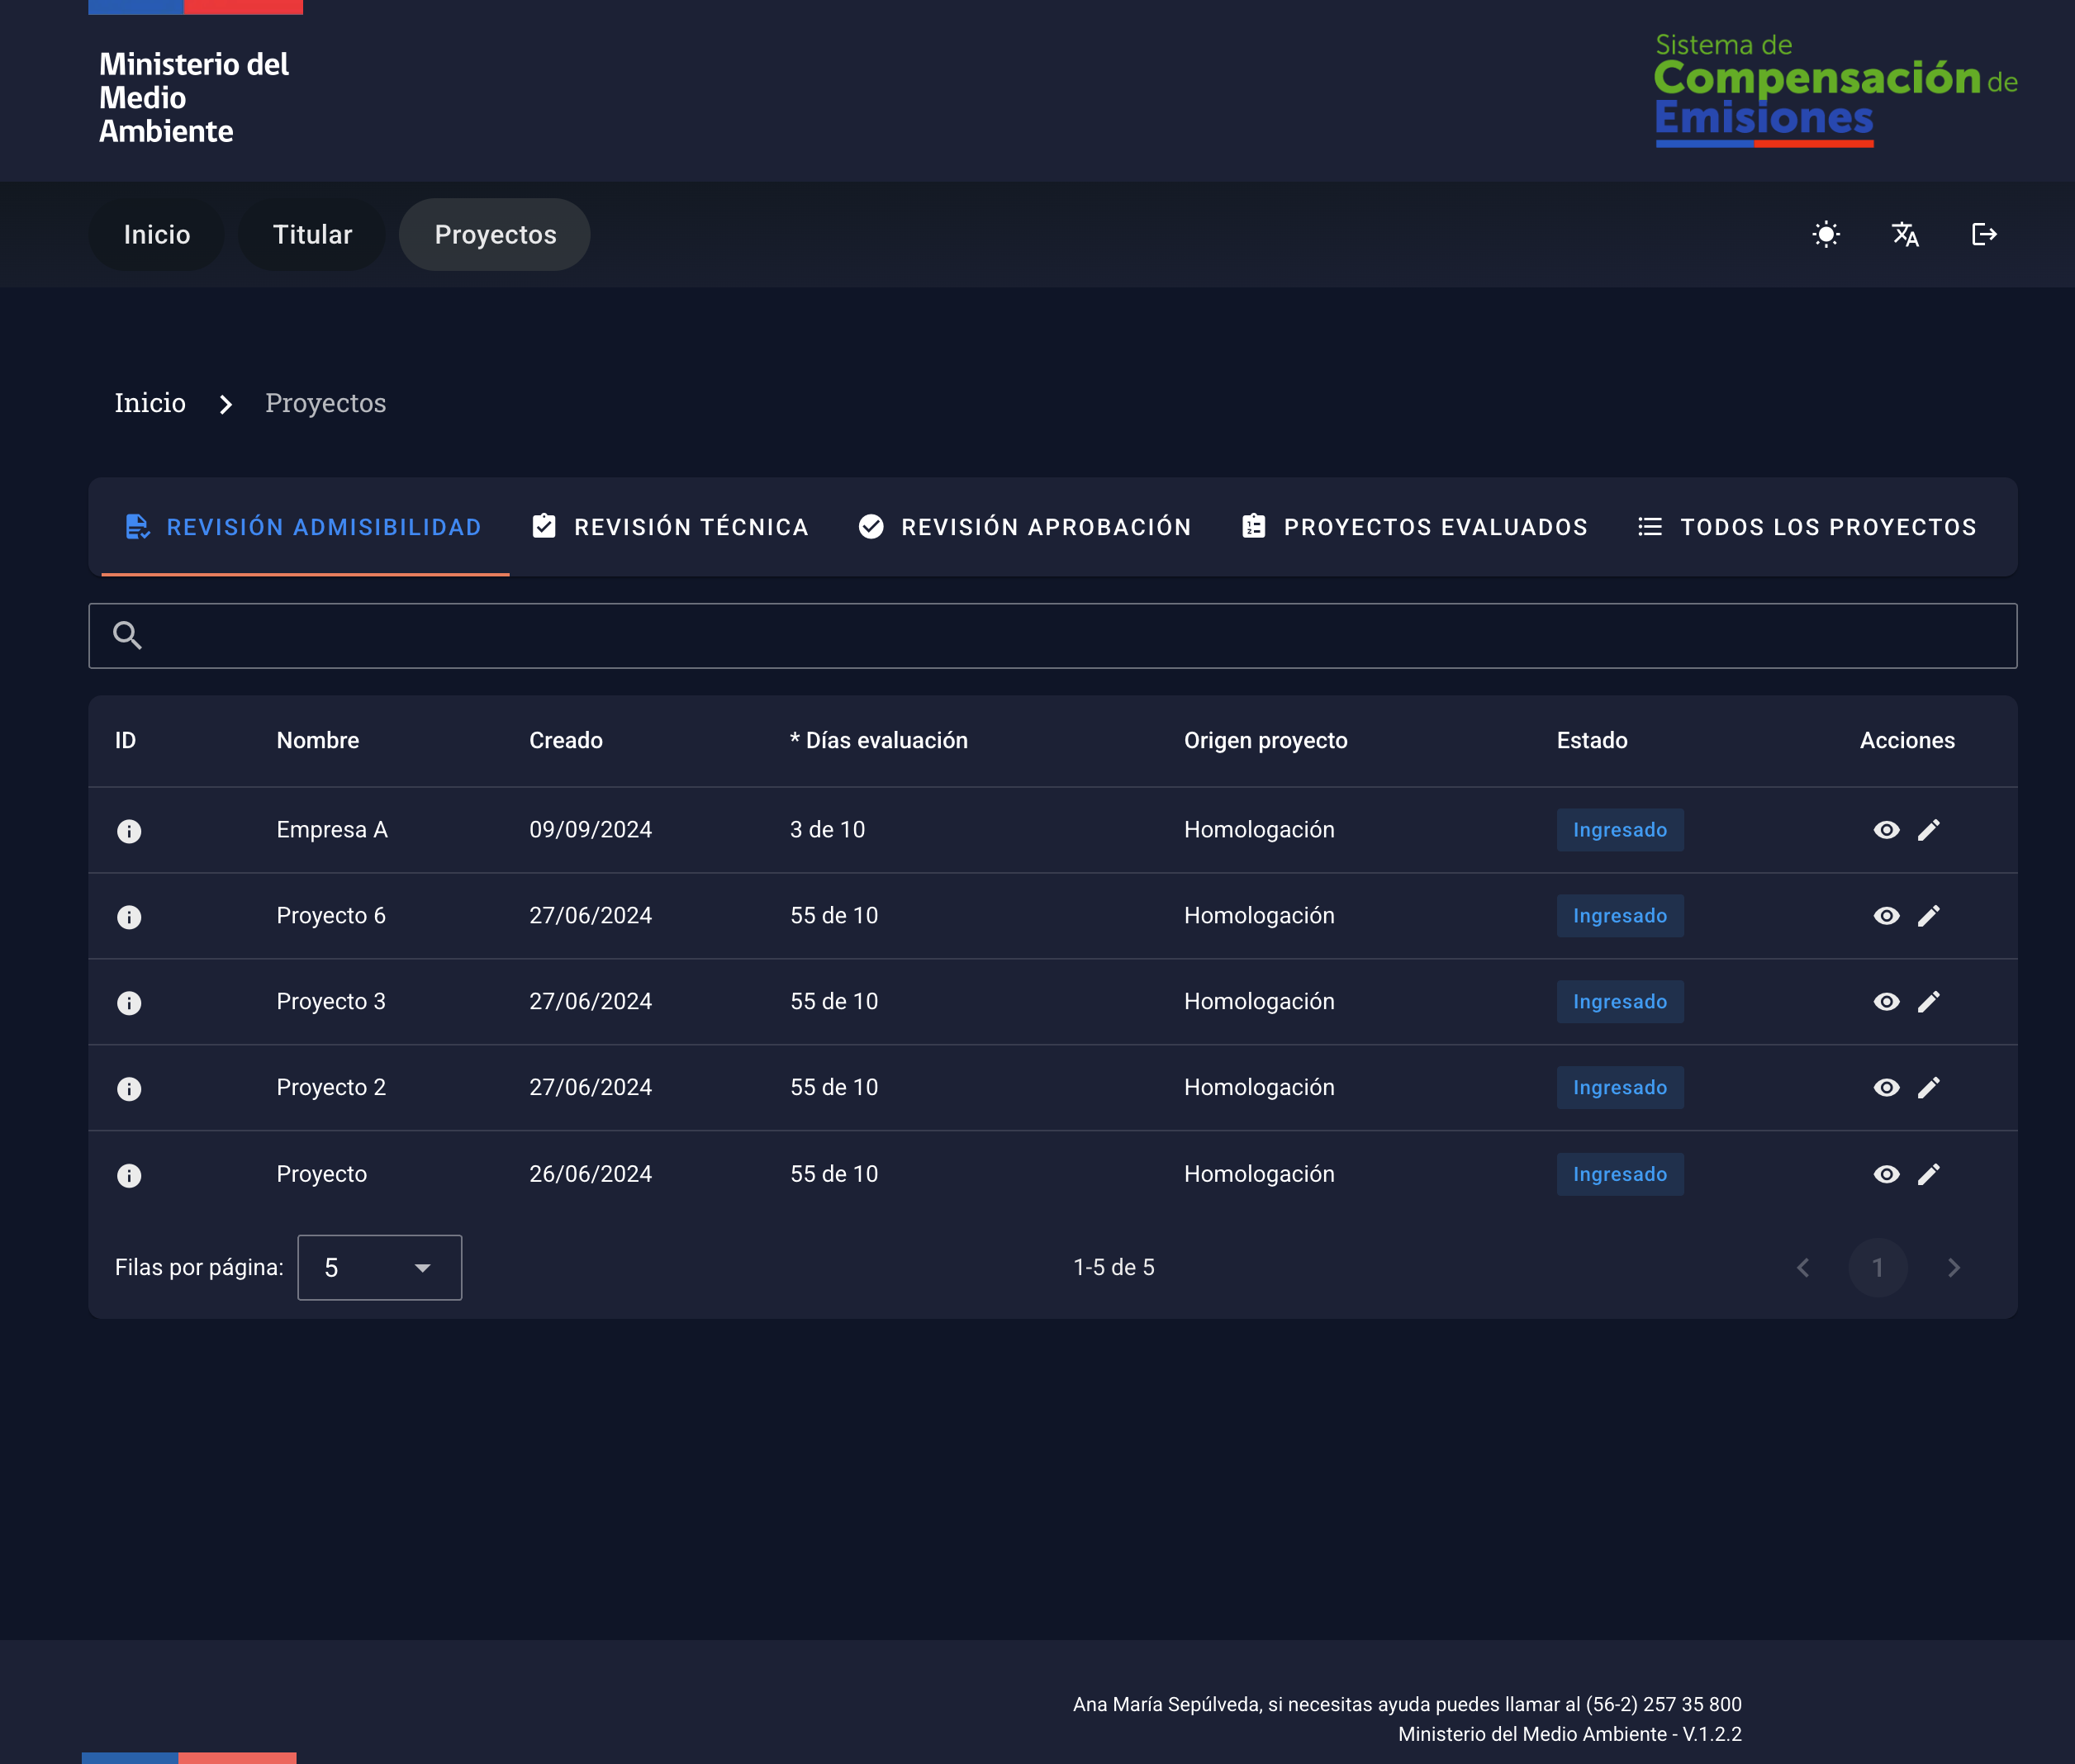 Ministerio del
Medio
Ambiente
Sistema de
Compensación de
Emisiones
Inicio Titular Proyectos
Inicio Proyectos
REVISIÓN ADMISIBILIDAD REVISIÓN TÉCNICA REVISIÓN APROBACIÓN PROYECTOS EVALUADOS TODOS LOS PROYECTOS
ID Nombre Creado * Días evaluación Origen proyecto Estado Acciones
Empresa A 09/09/2024 3 de 10 Homologación Ingresado
Proyecto 6 27/06/2024 55 de 10 Homologación Ingresado
Proyecto 3 27/06/2024 55 de 10 Homologación Ingresado
Proyecto 2 27/06/2024 55 de 10 Homologación Ingresado
Proyecto 26/06/2024 55 de 10 Homologación Ingresado
Filas por página: 5 1-5 de 5 1
Ana María Sepúlveda, si necesitas ayuda puedes llamar al (56-2) 257 35 800
Ministerio del Medio Ambiente - V.1.2.2